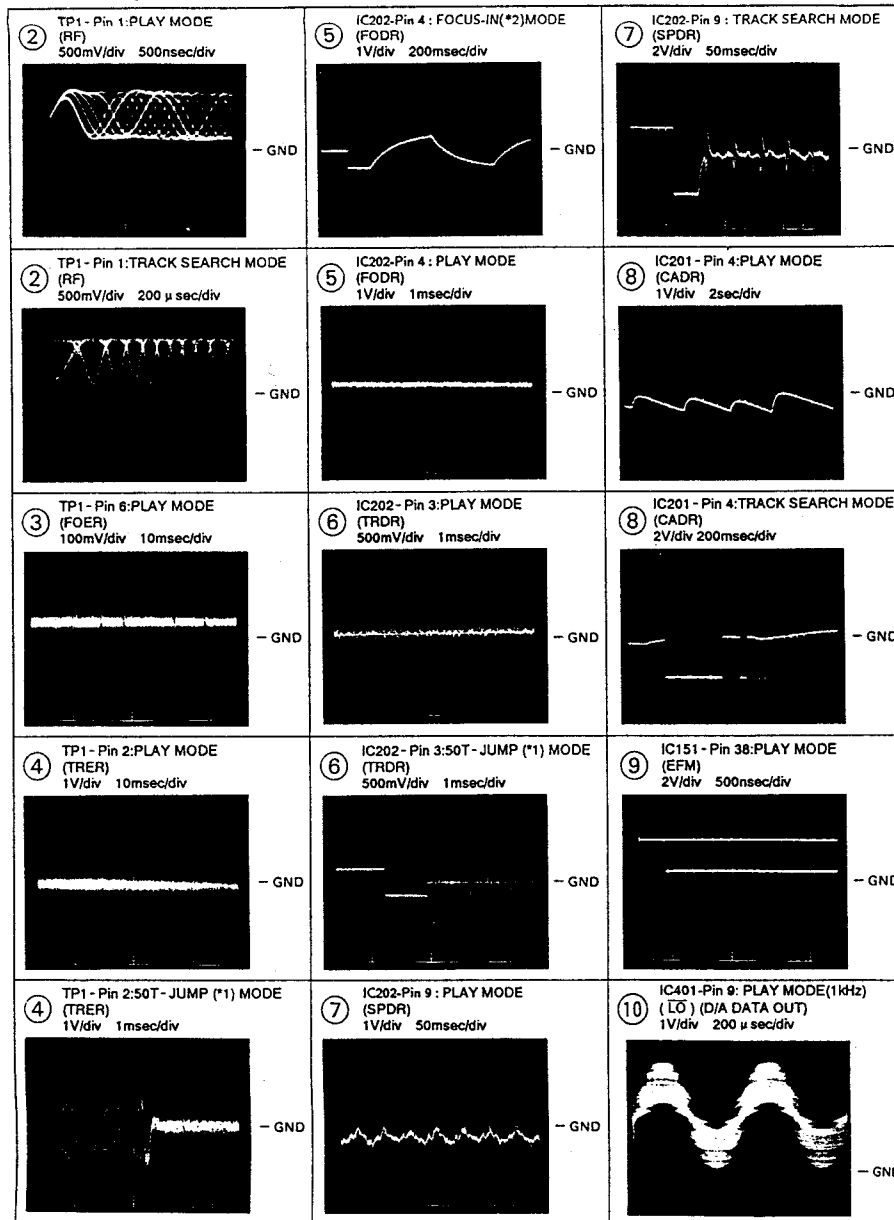 ② TP1-Pin 1:PLAY MODE
(RF)
500mV/div 500nsec/div
- GND
⑤ IC202-Pin 4 : FOCUS-IN(*2)MODE
(FODR)
1V/div 200msec/div
- GND
⑦ IC202-Pin 9 : TRACK SEARCH MODE
(SPDR)
2V/div 50msec/div
- GND
② TP1-Pin 1:TRACK SEARCH MODE
(RF)
500mV/div 200 μ sec/div
- GND
⑤ IC202-Pin 4 : PLAY MODE
(FODR)
1V/div 1msec/div
- GND
⑧ IC201-Pin 4:PLAY MODE
(CADR)
1V/div 2sec/div
- GND
③ TP1-Pin 6:PLAY MODE
(FOER)
100mV/div 10msec/div
- GND
⑥ IC202-Pin 3:PLAY MODE
(TRDR)
500mV/div 1msec/div
- GND
⑧ IC201-Pin 4:TRACK SEARCH MODE
(CADR)
2V/div 200msec/div
- GND
④ TP1-Pin 2:PLAY MODE
(TRER)
1V/div 10msec/div
- GND
⑥ IC202-Pin 3:50T-JUMP (*1) MODE
(TRDR)
500mV/div 1msec/div
- GND
⑨ IC151-Pin 38:PLAY MODE
(EFM)
2V/div 500nsec/div
- GND
④ TP1-Pin 2:50T-JUMP (*1) MODE
(TRER)
1V/div 1msec/div
- GND
⑦ IC202-Pin 9 : PLAY MODE
(SPDR)
1V/div 50msec/div
- GND
⑩ IC401-Pin 9: PLAY MODE(1kHz)
( L̅O̅ ) (D/A DATA OUT)
1V/div 200 μ sec/div
- GND